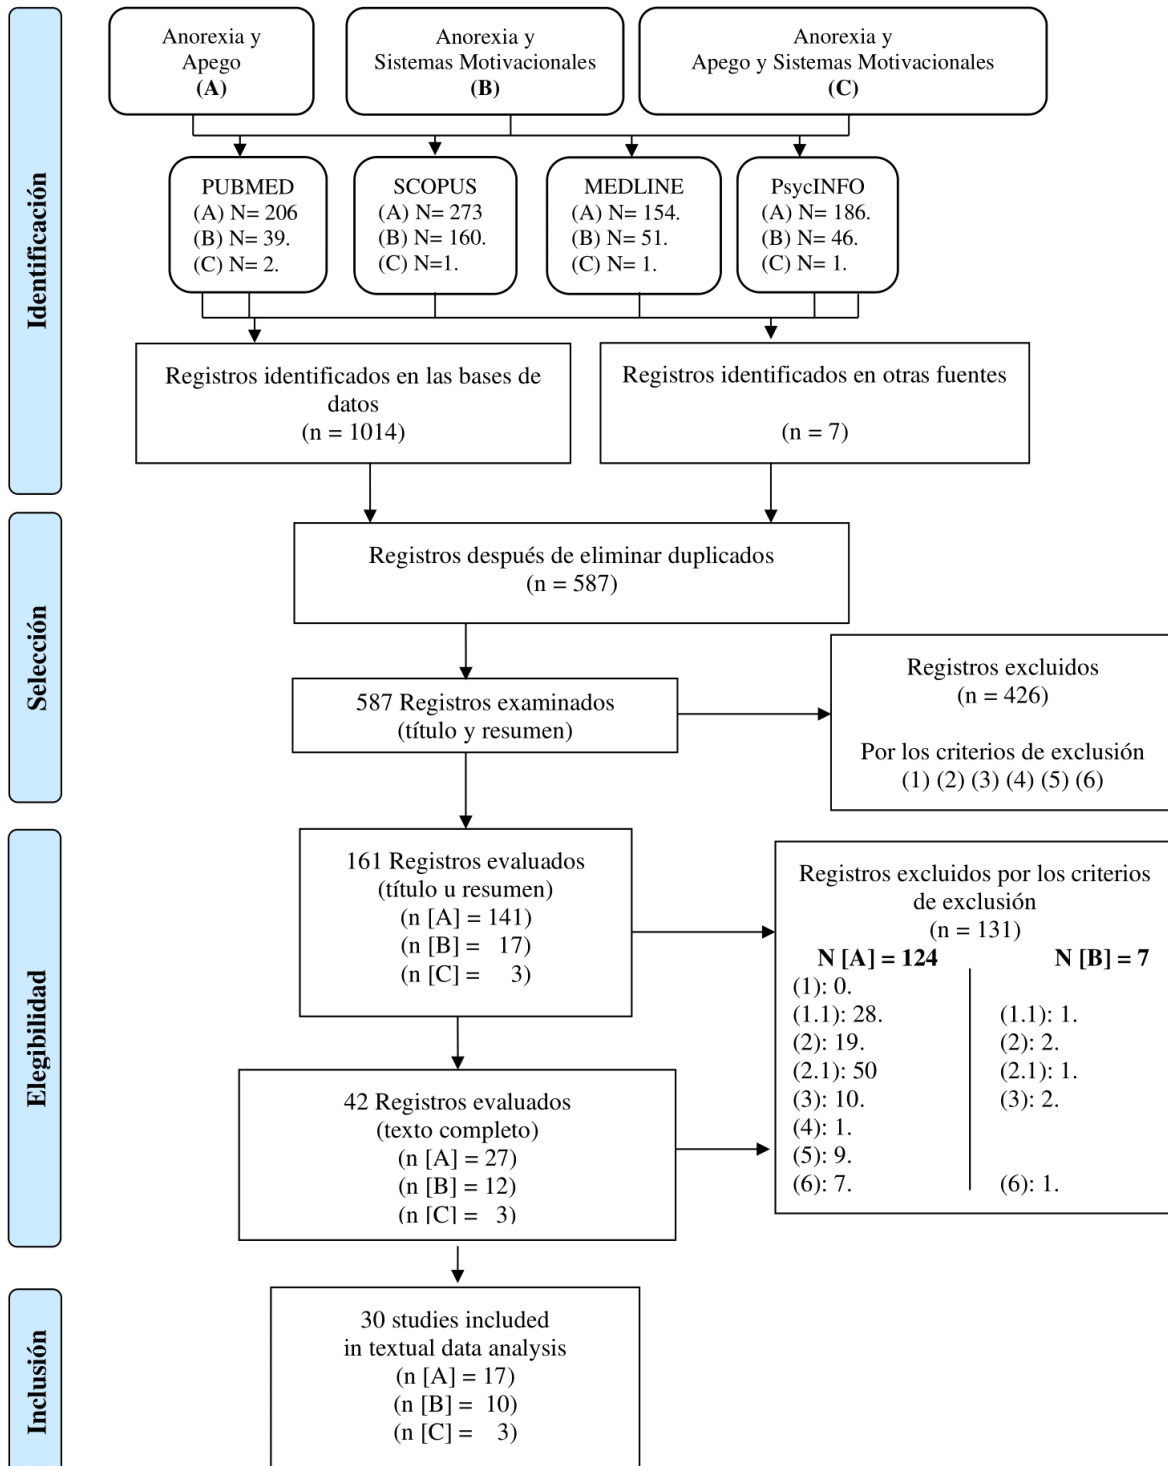 Identificación
Anorexia y
Apego
(A)
Anorexia y
Sistemas Motivacionales
(B)
Anorexia y
Apego y Sistemas Motivacionales
(C)
PUBMED
(A) N= 206
(B) N= 39.
(C) N= 2.
SCOPUS
(A) N= 273
(B) N= 160.
(C) N=1.
MEDLINE
(A) N= 154.
(B) N= 51.
(C) N= 1.
PsycINFO
(A) N= 186.
(B) N= 46.
(C) N= 1.
Registros identificados en las bases de
datos
(n = 1014)
Registros identificados en otras fuentes
(n = 7)
Selección
Registros después de eliminar duplicados
(n = 587)
587 Registros examinados
(título y resumen)
Registros excluidos
(n = 426)
Por los criterios de exclusión
(1) (2) (3) (4) (5) (6)
Elegibilidad
161 Registros evaluados
(título u resumen)
(n [A] = 141)
(n [B] = 17)
(n [C] = 3)
Registros excluidos por los criterios
de exclusión
(n = 131)
N [A] = 124
(1): 0.
(1.1): 28.
(2): 19.
(2.1): 50
(3): 10.
(4): 1.
(5): 9.
(6): 7.
N [B] = 7
(1.1): 1.
(2): 2.
(2.1): 1.
(3): 2.
(6): 1.
42 Registros evaluados
(texto completo)
(n [A] = 27)
(n [B] = 12)
(n [C] = 3)
Inclusión
30 studies included
in textual data analysis
(n [A] = 17)
(n [B] = 10)
(n [C] = 3)